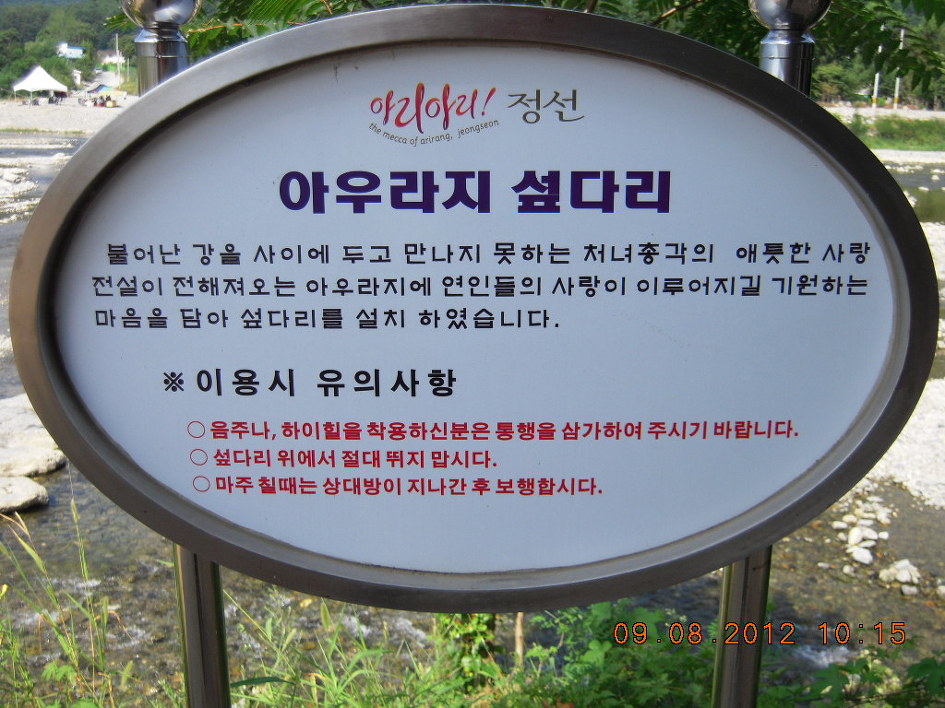 아리아리! 정선
the mecca of arirang, jeongseon
아우라지 섶다리
불어난 강을 사이에 두고 만나지 못하는 처녀총각의 애틋한 사랑
전설이 전해져오는 아우라지에 연인들의 사랑이 이루어지길 기원하는
마음을 담아 섶다리를 설치 하였습니다.
※ 이용시 유의사항
○ 음주나, 하이힐을 착용하신분은 통행을 삼가하여 주시기 바랍니다.
○ 섶다리 위에서 절대 뛰지 맙시다.
○ 마주 칠때는 상대방이 지나간 후 보행합시다.
09.08.2012 10:15